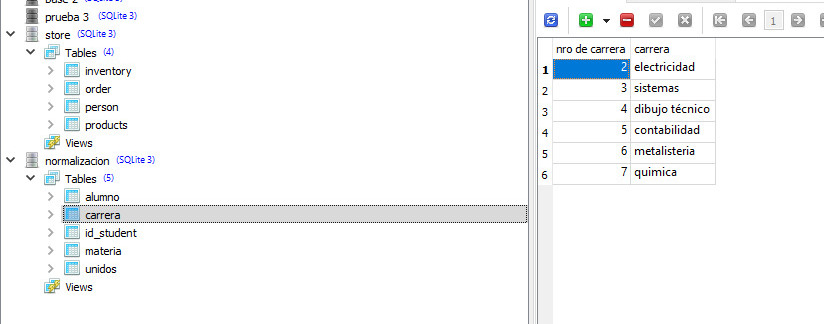 prueba 3 (SQLite 3)
store (SQLite 3)
Tables (4)
inventory
order
person
products
Views
normalizacion (SQLite 3)
Tables (5)
alumno
carrera
id_student
materia
unidos
Views
1
nro de carrera carrera
1 2 electricidad
2 3 sistemas
3 4 dibujo técnico
4 5 contabilidad
5 6 metalisteria
6 7 quimica